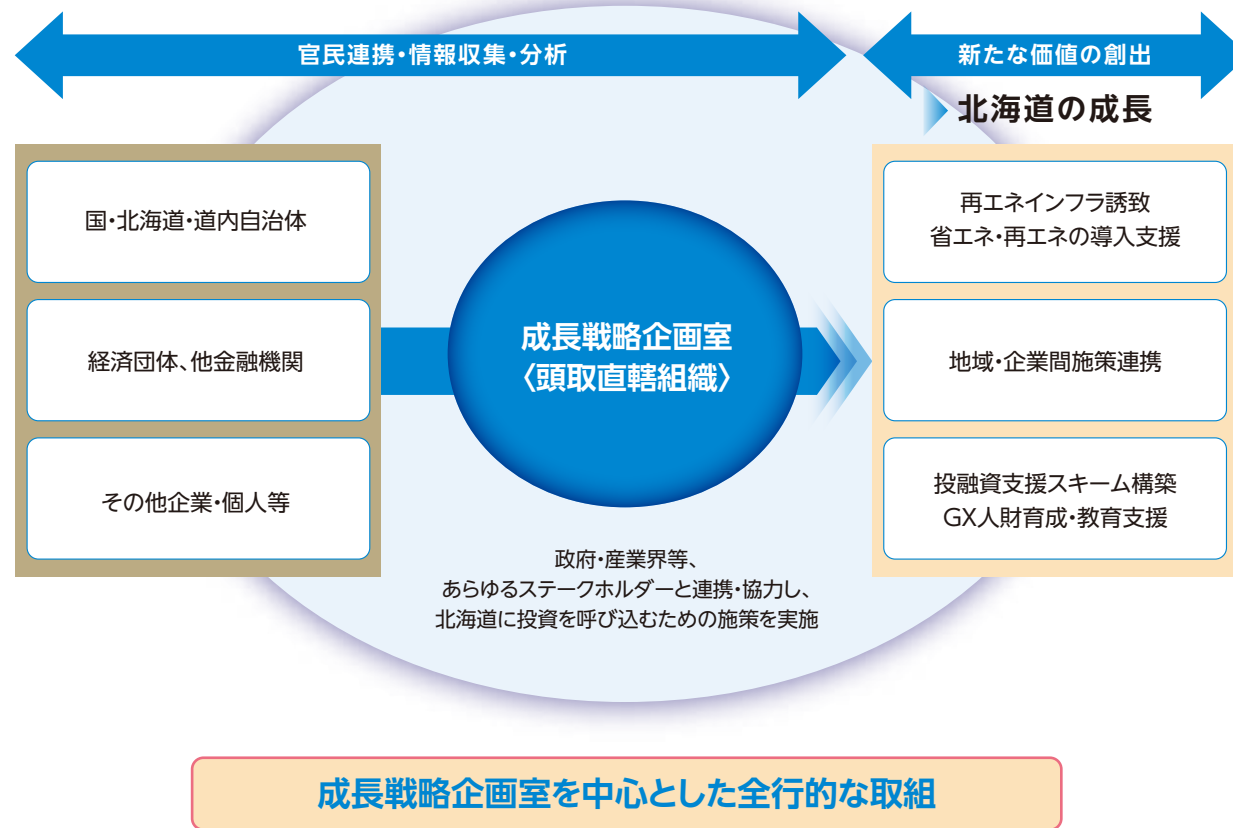 官民連携・情報収集・分析
新たな価値の創出
北海道の成長
国・北海道・道内自治体
経済団体、他金融機関
その他企業・個人等
成長戦略企画室
〈頭取直轄組織〉
政府・産業界等、
あらゆるステークホルダーと連携・協力し、
北海道に投資を呼び込むための施策を実施
再エネインフラ誘致
省エネ・再エネの導入支援
地域・企業間施策連携
投融資支援スキーム構築
GX人財育成・教育支援
成長戦略企画室を中心とした全行的な取組